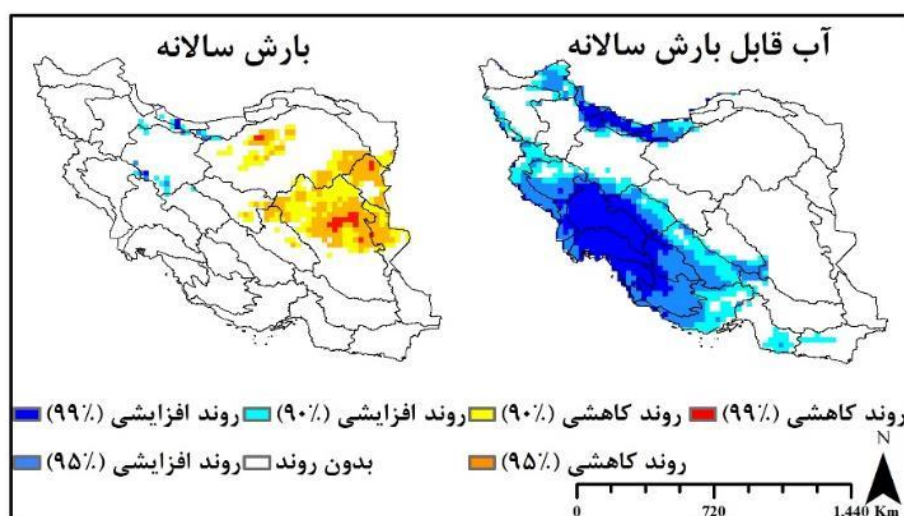 آب قابل بارش سالانه
بارش سالانه
روند کاهشی (۹۹٪)
روند کاهشی (۹۰٪)
روند افزایشی (۹۰٪)
روند افزایشی (۹۹٪)
روند کاهشی (۹۵٪)
بدون روند
روند افزایشی (۹۵٪)
N
0 720 1,440 Km